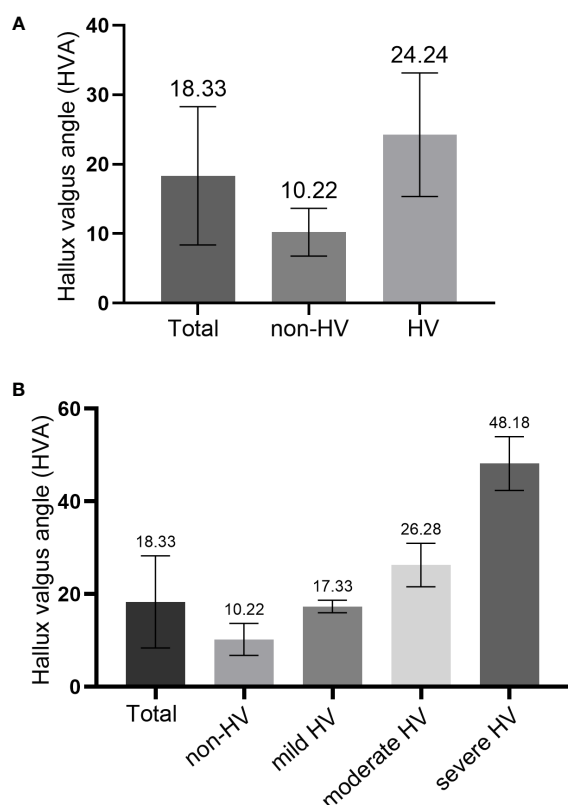 A
Hallux valgus angle (HVA)
40
30
20
10
0
18.33
10.22
24.24
Total
non-HV
HV
B
Hallux valgus angle (HVA)
60
40
20
0
18.33
10.22
17.33
26.28
48.18
Total
non-HV
mild HV
moderate HV
severe HV